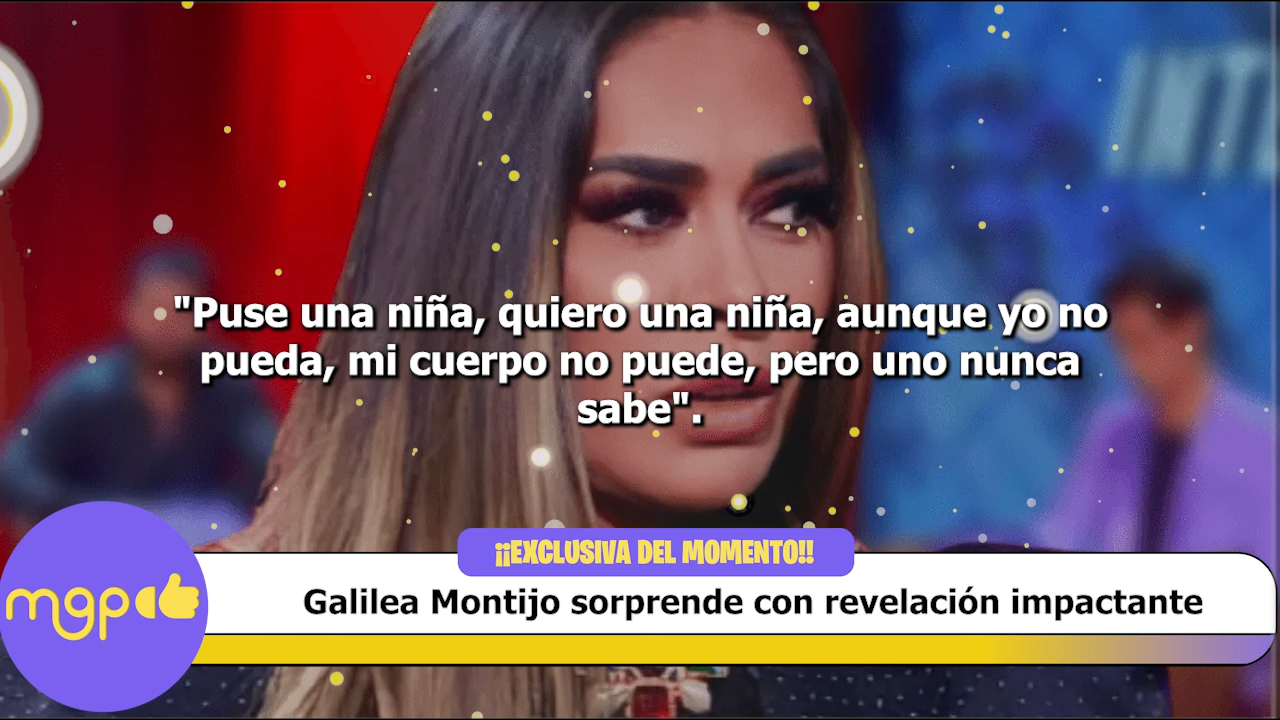 INT
"Puse una niña, quiero una niña, aunque yo no
pueda, mi cuerpo no puede, pero uno nunca
sabe".
¡¡EXCLUSIVA DEL MOMENTO!!
mgp
Galilea Montijo sorprende con revelación impactante